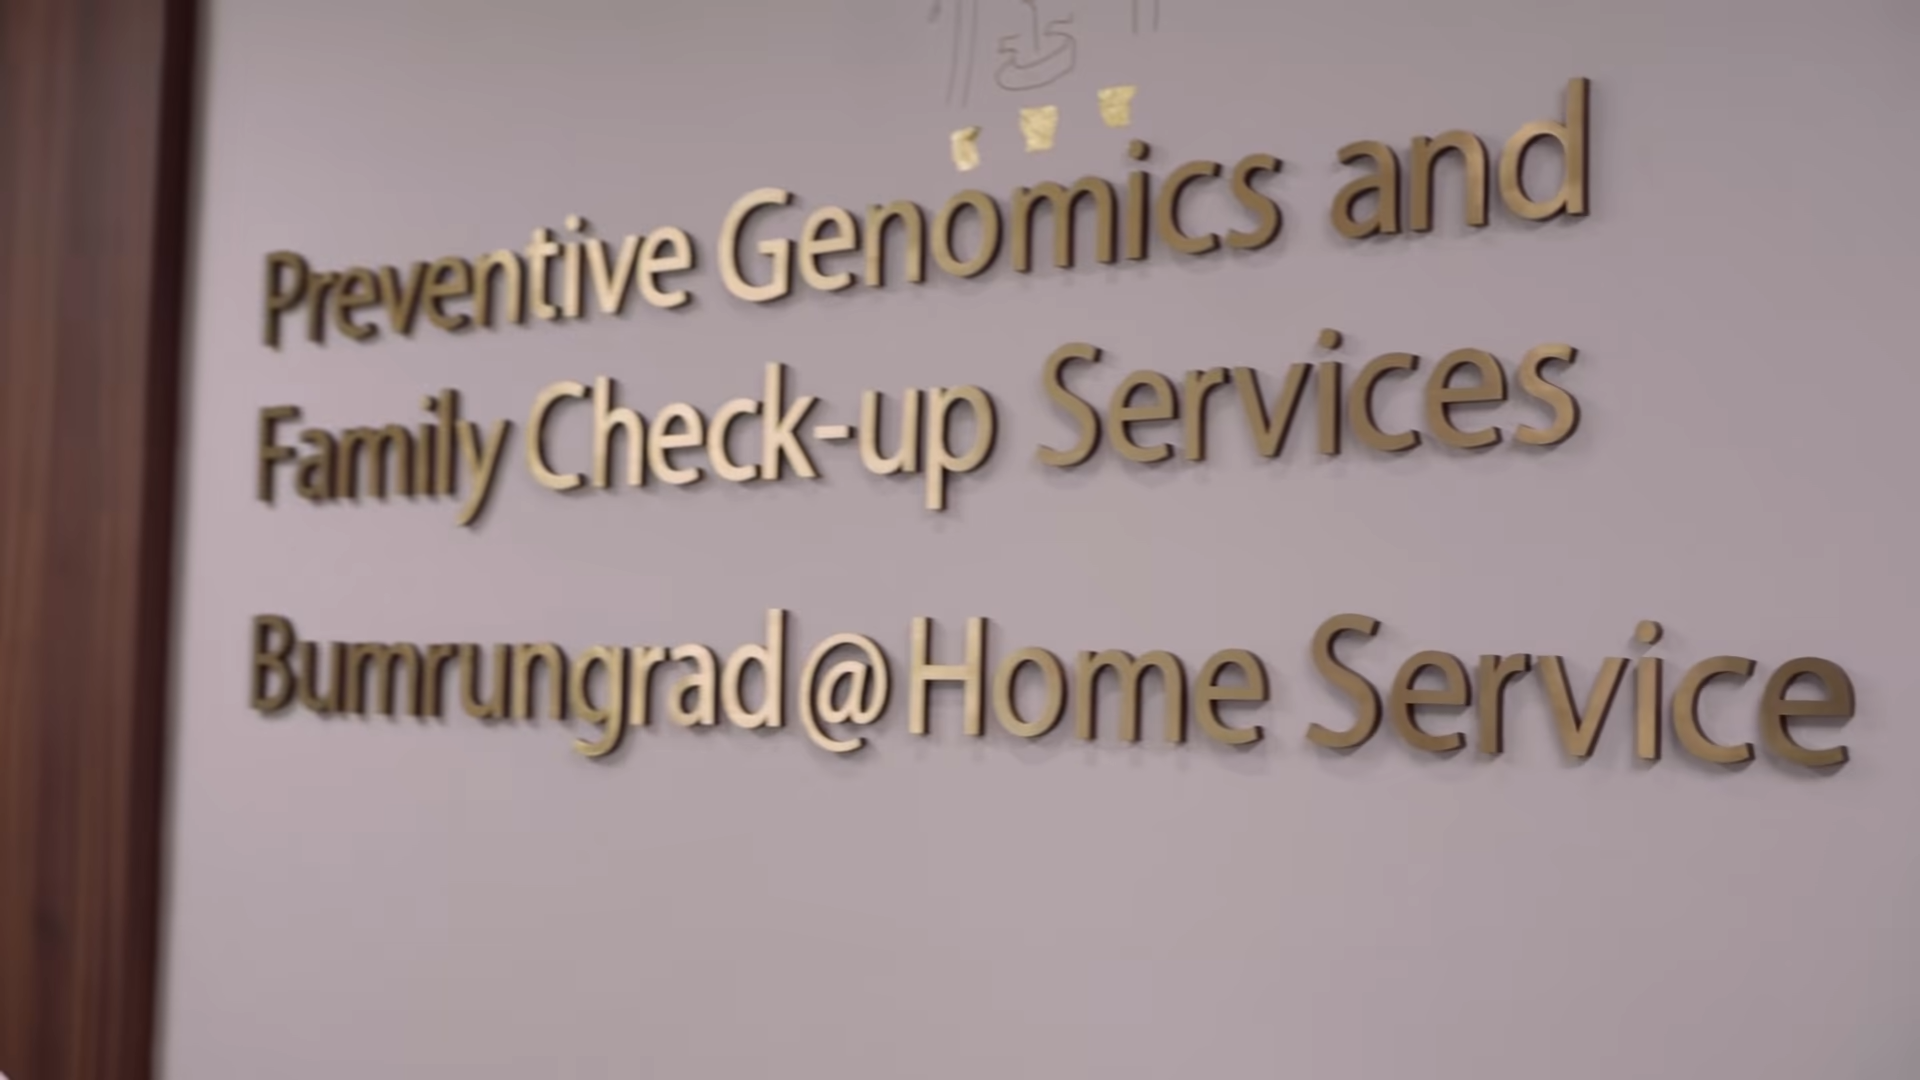 Preventive Genomics and
Family Check-up Services
Bumrungrad@Home Service